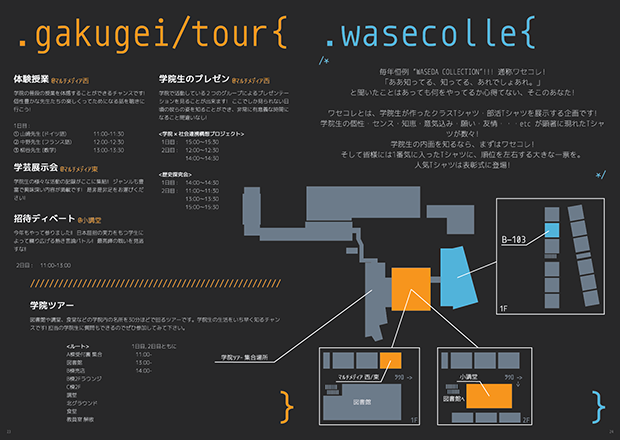 .gakugei/tour{
体験授業 @マルチメディア西
学院の普段の授業を体感することができるチャンスです!
個性豊かな先生たちの楽しくってためになる話を聴きに
行こう!
1日目:
① 山崎先生 (ドイツ語) 11:00-11:30
② 中野先生 (フランス語) 12:00-12:30
③ 柳谷先生 (数学) 13:00-13:30
学芸展示会 @マルチメディア東
学院生の様々な活動の記録がここに集結! ジャンルも豊
富で興味深い内容が満載です! 是非是非足をお運びくださ
い!!
招待ディベート @小講堂
今年もやって参りました! 日本屈指の実力をもつ学生に
よって繰り広げる熱き言論バトル! 最高峰の戦いを見逃
すな!!
2日目: 11:00-13:00
学院生のプレゼン @マルチメディア西
学院で活動している2つのグループによるプレゼンテー
ションを見ることが出来ます! ここでしか見られない日
頃の彼らの姿を知ることができ、非常に有意義な時間に
なること間違いなし!
<学院×社会連携構想プロジェクト>
1日目: 15:00~15:30
2日目: 12:00~12:30
14:00~14:30
<歴史探究会>
1日目: 14:00~14:30
2日目: 11:00~11:30
13:00~13:30
15:00~15:30
////////////////////////////////////////
学院ツアー
図書館や講堂、食堂などの学院内の名所を30分ほどで回るツアーです。学院生の生活をいち早く知るチャン
スです! 担当の学院生に質問もできるのでぜひ参加してみて下さい。
<ルート> 1日目, 2日目ともに
A棟受付裏 集合 11:00-
図書館 13:00-
B棟売店 14:00-
B棟2Fラウンジ
C棟2F
講堂
北グラウンド
食堂
教員室 解散
}
.wasecolle{
/*
毎年恒例 "WASEDA COLLECTION"!!! 通称ワセコレ!
「ああ知ってる、知ってる、あれでしょあれ。」
と聞いたことはあっても何をやってるか心得てない、そこのあなた!
ワセコレとは、学院生が作ったクラスTシャツ・部活Tシャツを展示する企画です!
学院生の個性・センス・知恵・意気込み・願い・友情・・・etc が顕著に現れたTシャ
ツが数々!
学院生の内面を知るなら、まずはワセコレ!
そして皆様には1番気に入ったTシャツに、順位を左右する大きな一票を。
人気Tシャツは表彰式に登場!
*/
B-103
1F
学院ツアー 集合場所
マルチメディア 西/東
図書館
1F
小講堂
図書館へ
2F
}